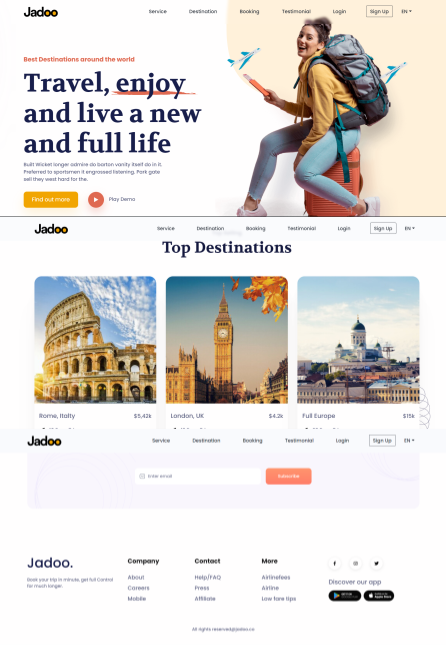 Jadoo
Service Destination Booking Testimonial Login Sign Up EN
Best Destinations around the world
Travel, enjoy
and live a new
and full life
Built Wicket longer admire do barton vanity itself do in it.
Preferred to sportsmen it engrossed listening. Park gate
sell they west hard for the.
Find out more Play Demo
Jadoo
Service Destination Booking Testimonial Login Sign Up EN
Top Destinations
Rome, Italty $5,42k
London, UK $4.2k
Full Europe $15k
Jadoo
Service Destination Booking Testimonial Login Sign Up EN
Enter email Subscribe
Jadoo.
Book your trip in minute, get full Control
for much longer.
Company
About
Careers
Mobile
Contact
Help/FAQ
Press
Affiliate
More
Airlinefees
Airline
Low fare tips
Discover our app
All rights reserved@jadoo.co